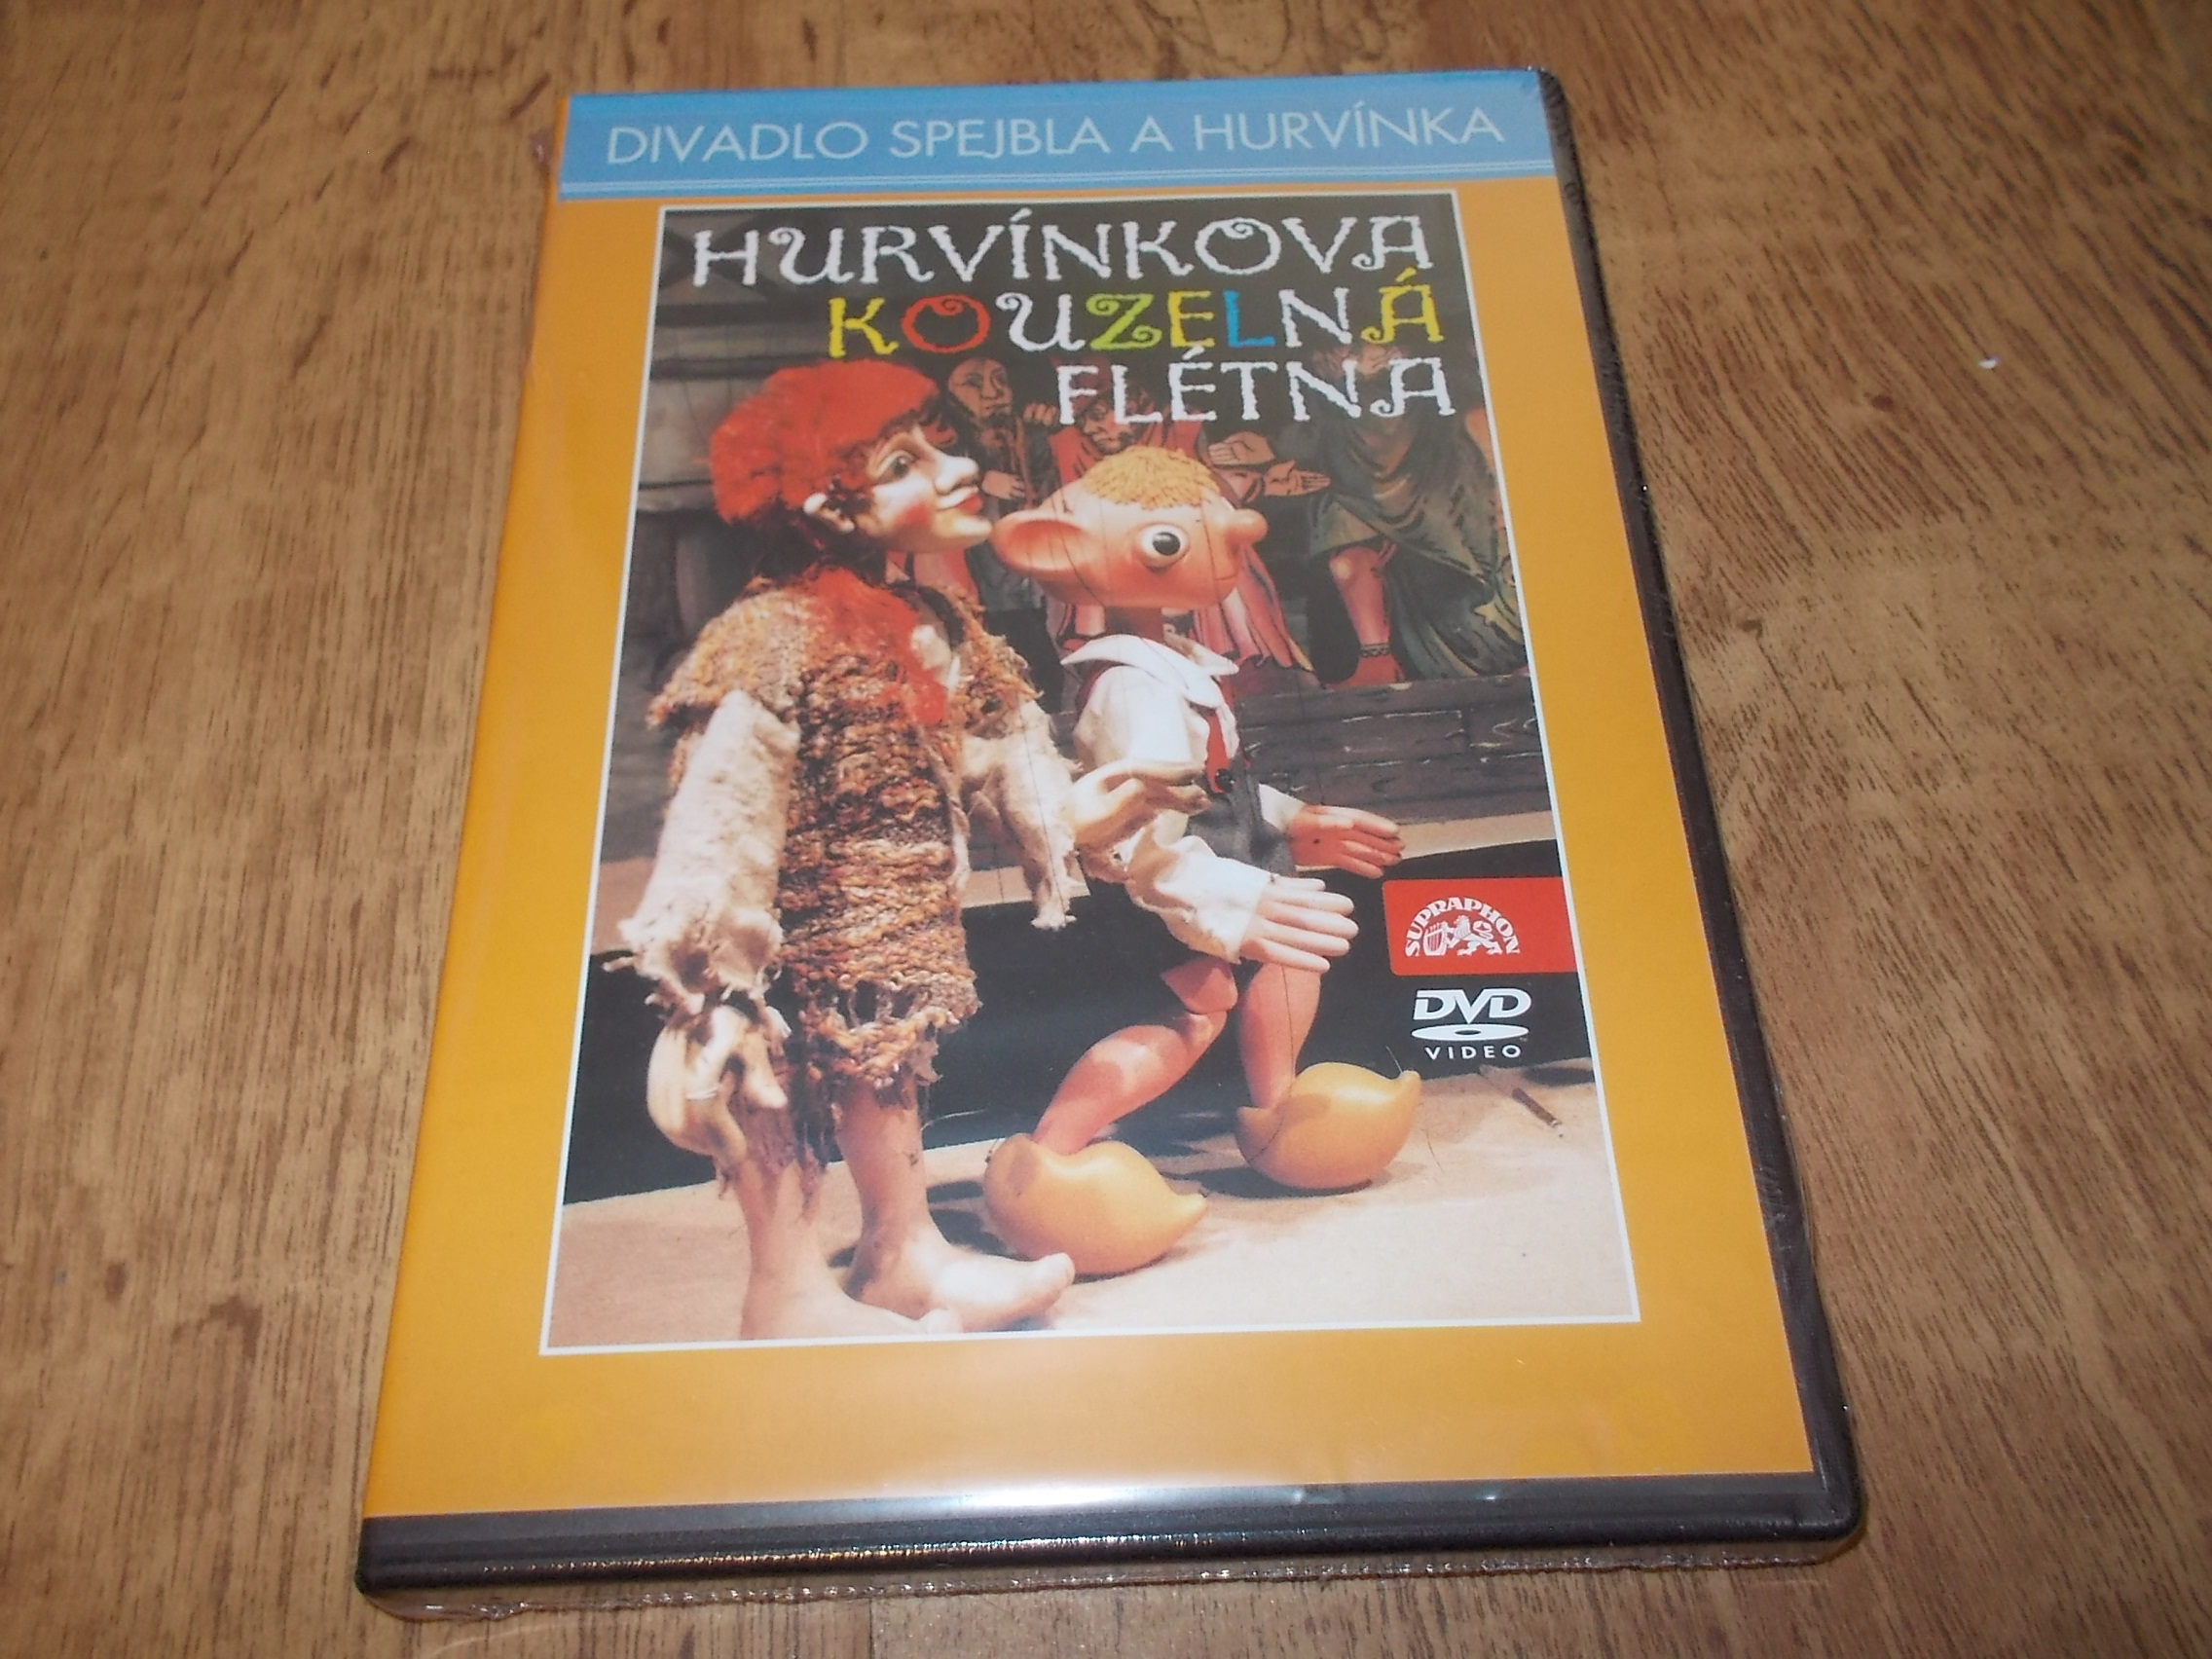 DIVADLO SPEJBLA A HURVÍNKA
HURVÍNKOVA
KOUZELNÁ
FLÉTNA
SUPRAPHON
DVD
VIDEO